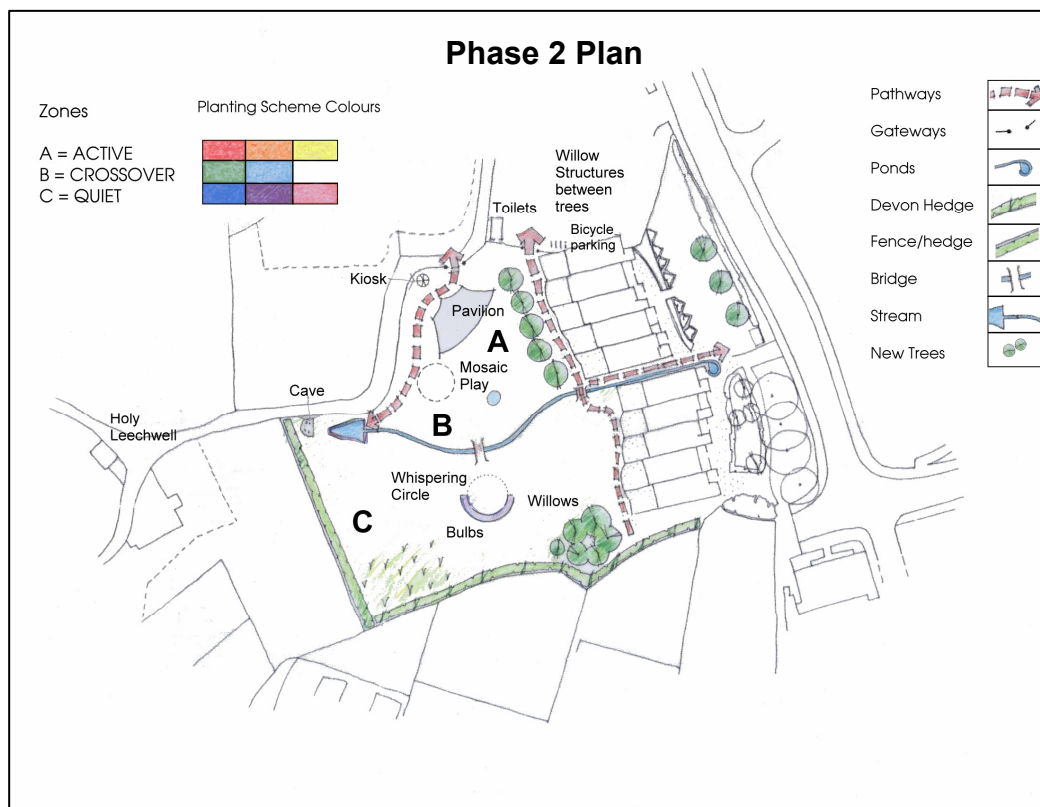 Phase 2 Plan
Zones
A = ACTIVE
B = CROSSOVER
C = QUIET
Planting Scheme Colours
Pathways
Gateways
Ponds
Devon Hedge
Fence/hedge
Bridge
Stream
New Trees
Willow
Structures
between
trees
Toilets
Bicycle
parking
Kiosk
Pavilion
A
Mosaic
Play
Cave
B
Holy
Leechwell
Whispering
Circle
Willows
C
Bulbs